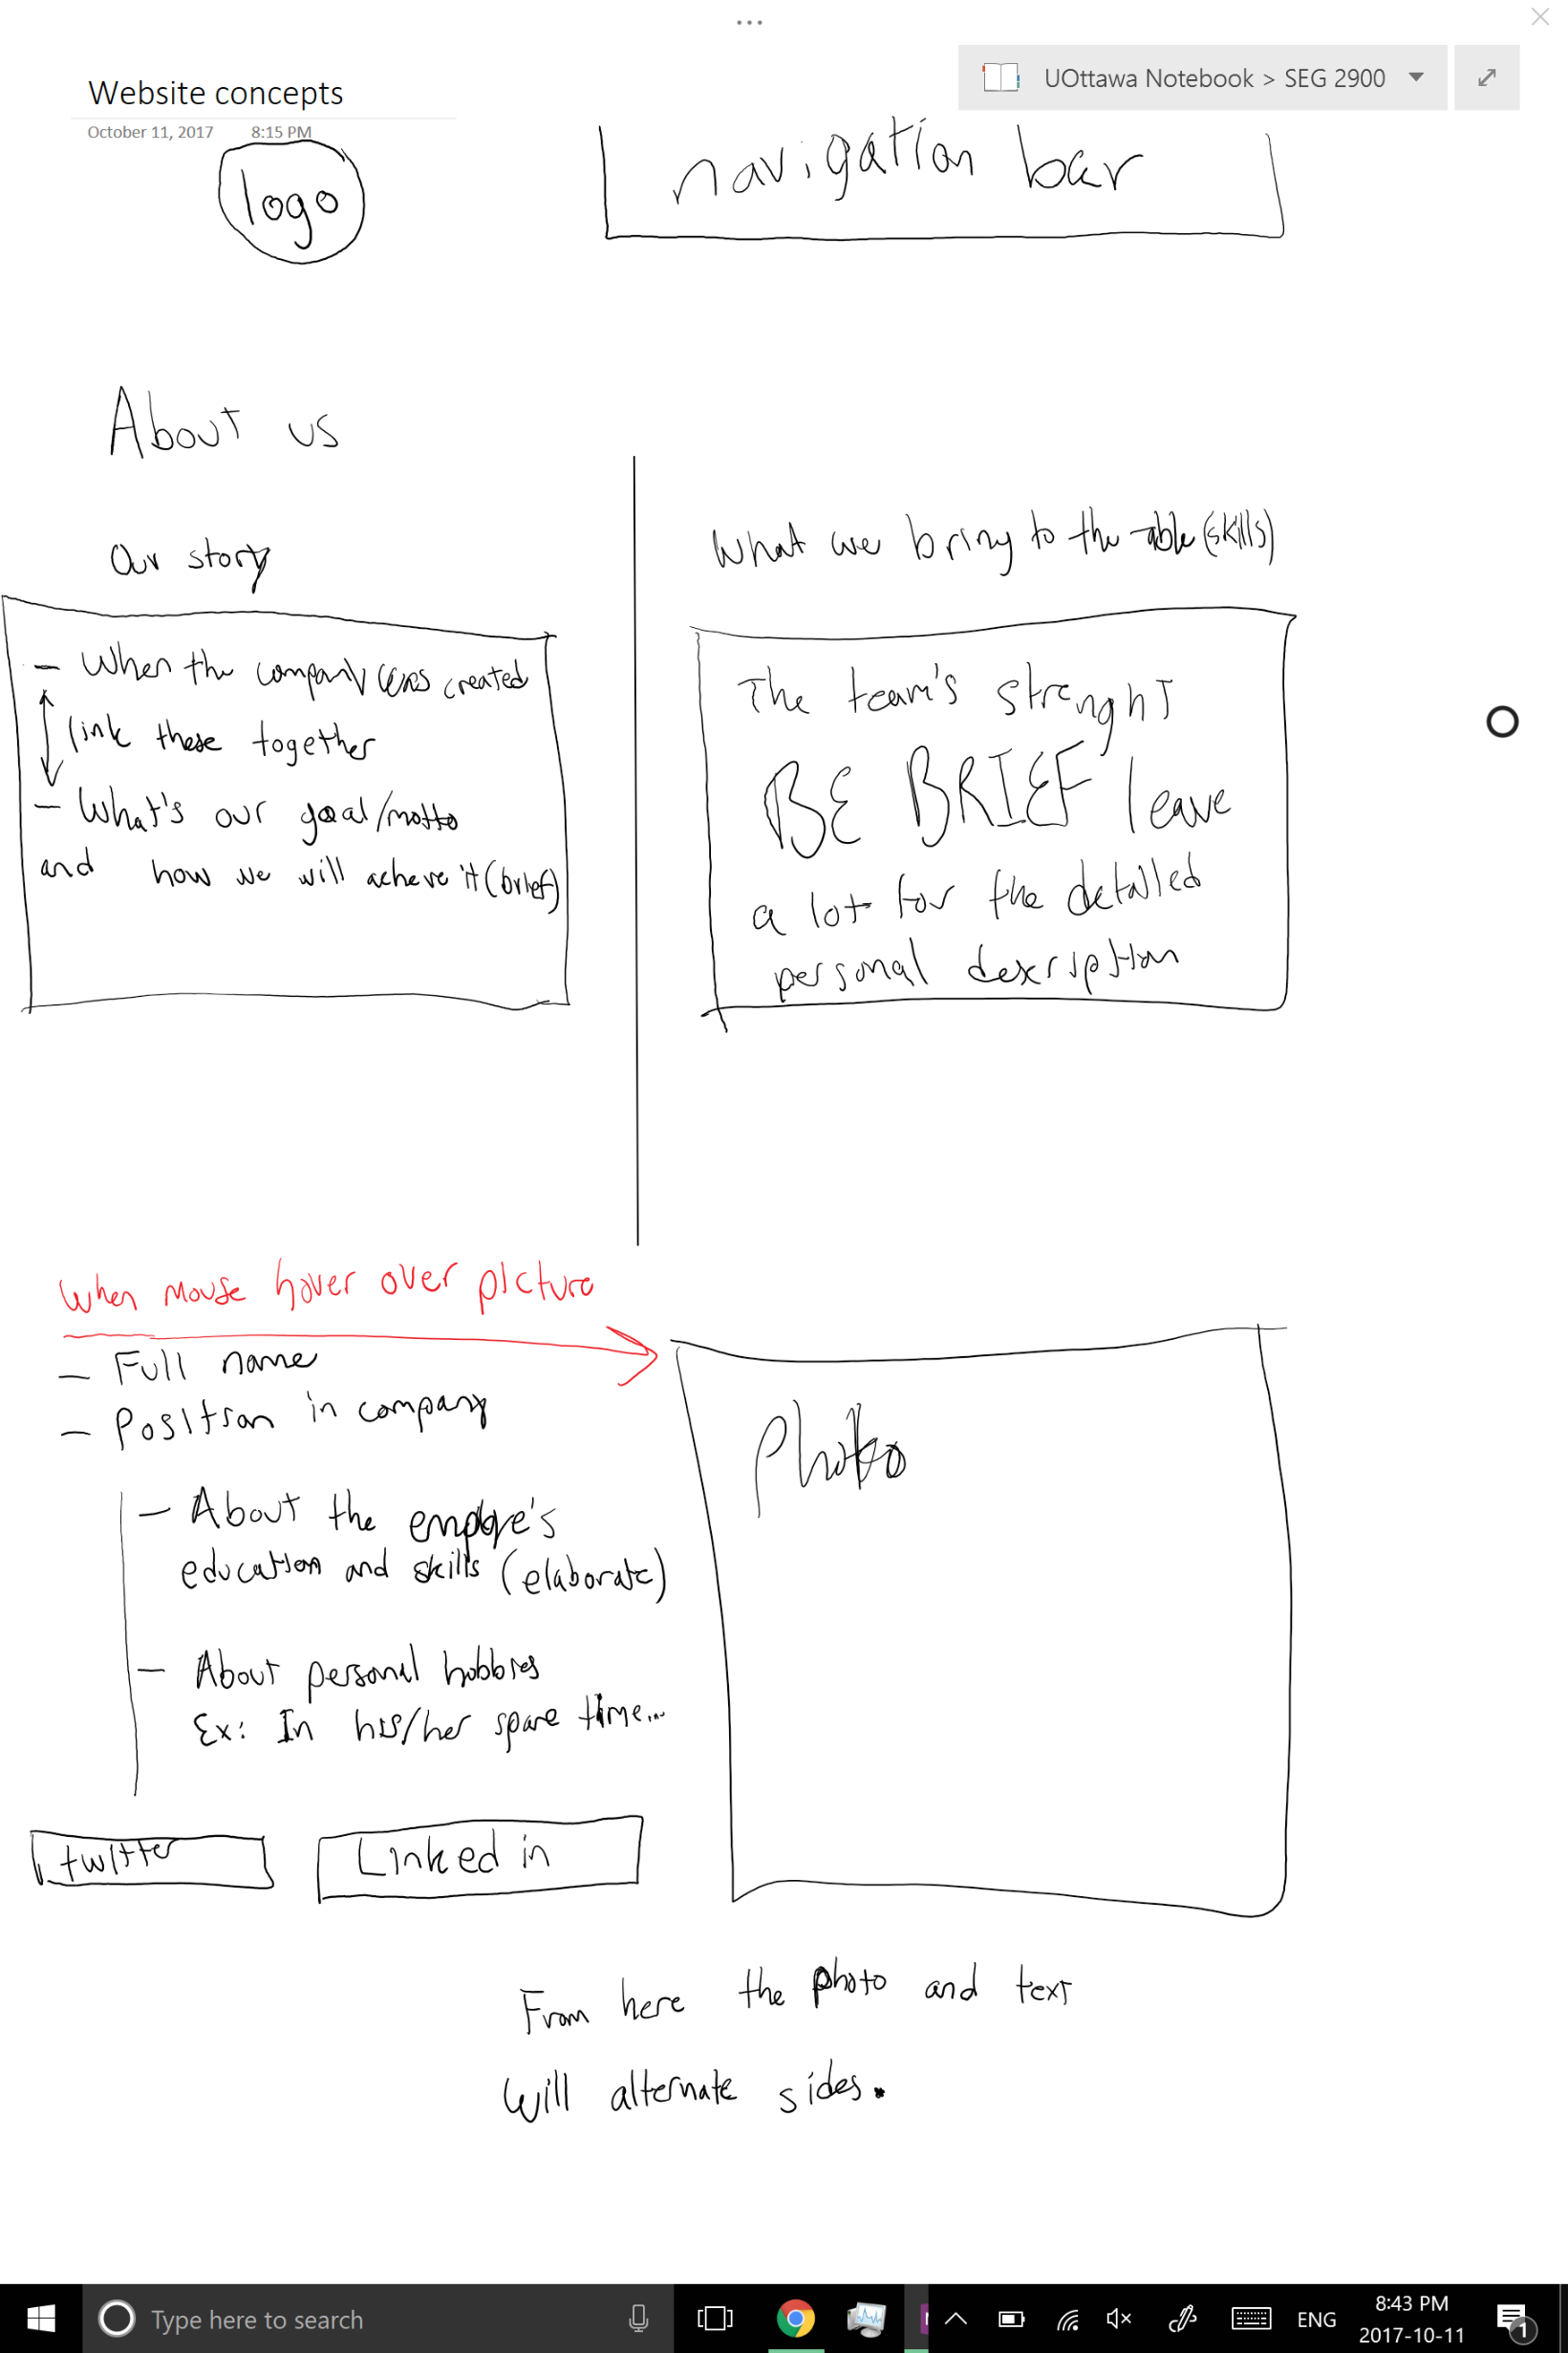 Website concepts
UOttawa Notebook > SEG 2900
October 11, 2017 8:15 PM
logo
navigation bar
About us
Our story
What we bring to the table (skills)
- When the company was created
link these together
- What's our goal/motto
and how we will acheve it (brief)
The team's strenght
BE BRIEF leave
a lot for the detailed
personal description
When mouse hover over picture
- Full name
- Position in company
- About the employe's
education and skills (elaborate)
- About personal hobbies
Ex: In his/her spare time...
Photo
twitter
Linked in
From here the photo and text
will alternate sides.
Type here to search
ENG
8:43 PM
2017-10-11
1